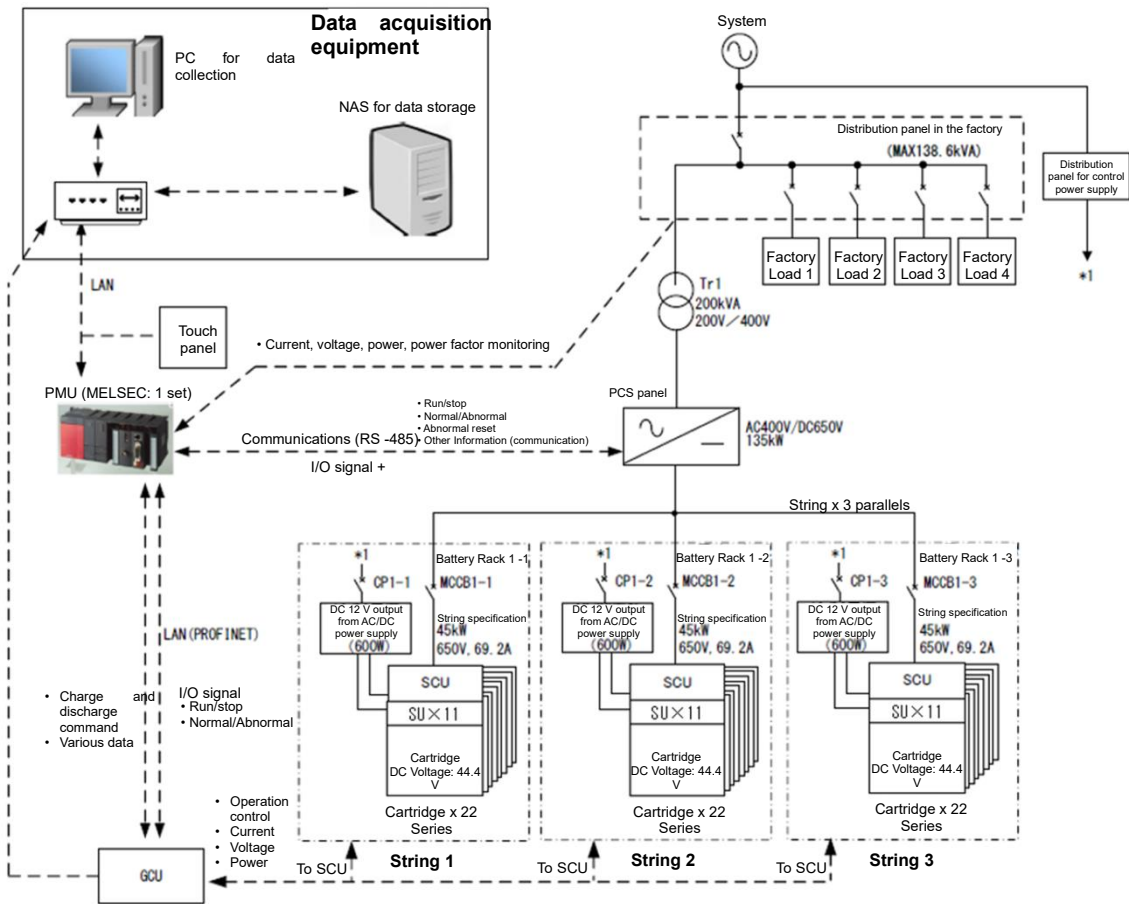 Data acquisition
equipment
PC for data
collection
NAS for data storage
LAN
Touch
panel
PMU (MELSEC: 1 set)
System
Distribution panel in the factory
(MAX138.6kVA)
Distribution
panel for control
power supply
*1
Factory
Load 1
Factory
Load 2
Factory
Load 3
Factory
Load 4
Tr1
200kVA
200V／400V
• Current, voltage, power, power factor monitoring
PCS panel
• Run/stop
• Normal/Abnormal
• Abnormal reset
• Other Information (communication)
Communications (RS -485)
I/O signal +
AC400V/DC650V
135kW
String x 3 parallels
Battery Rack 1 -1
*1
CP1-1
MCCB1-1
DC 12 V output
from AC/DC
power supply
(600W)
String specification
45kW
650V, 69.2A
SCU
SU×11
Cartridge
DC Voltage: 44.4
V
Cartridge x 22
Series
String 1
Battery Rack 1 -2
*1
CP1-2
MCCB1-2
DC 12 V output
from AC/DC
power supply
(600W)
String specification
45kW
650V, 69.2A
SCU
SU×11
Cartridge
DC Voltage: 44.4
V
Cartridge x 22
Series
String 2
Battery Rack 1 -3
*1
CP1-3
MCCB1-3
DC 12 V output
from AC/DC
power supply
(600W)
String specification
45kW
650V, 69.2A
SCU
SU×11
Cartridge
DC Voltage: 44.4
V
Cartridge x 22
Series
String 3
LAN(PROFINET)
• Charge and
discharge
command
• Various data
I/O signal
• Run/stop
• Normal/Abnormal
• Operation
control
• Current
• Voltage
• Power
GCU
To SCU
To SCU
To SCU